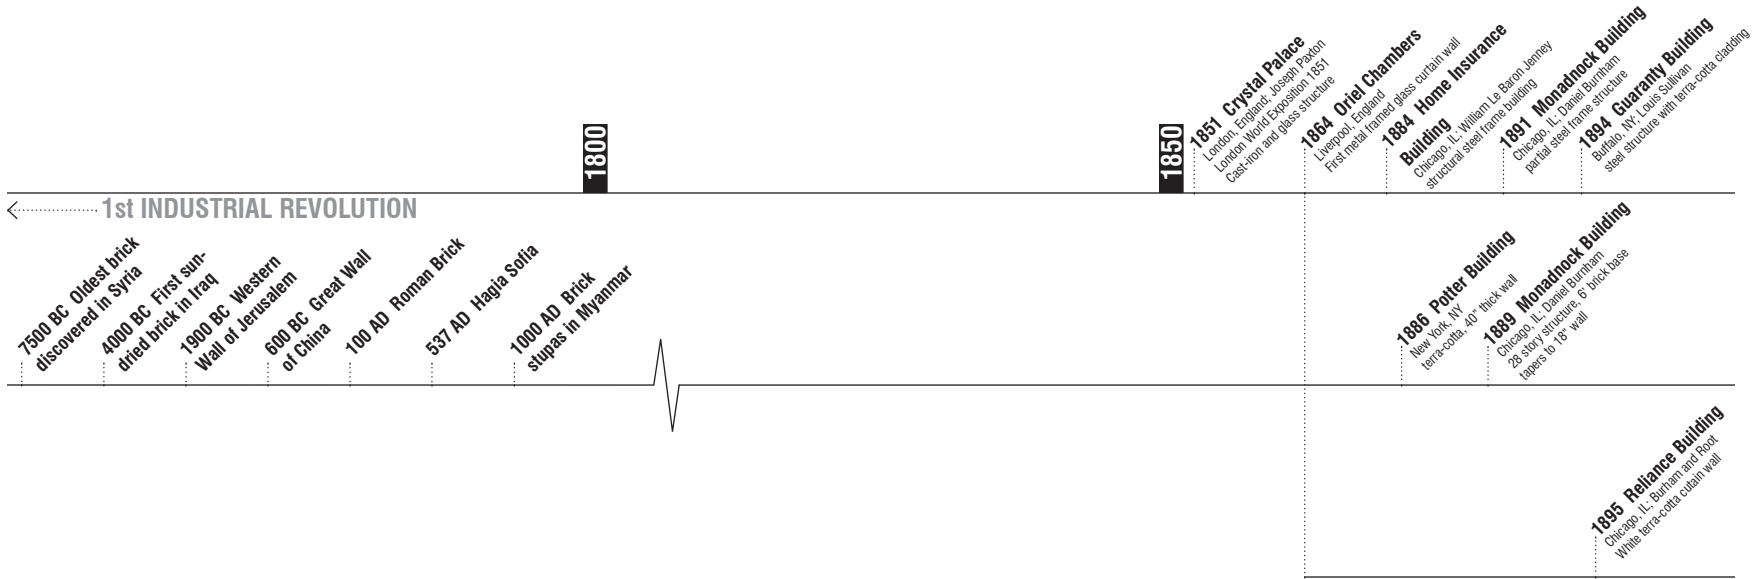 1800
1850
1851 Crystal Palace
London, England; Joseph Paxton
London World Exposition 1851
Cast-iron and glass structure
1864 Oriel Chambers
Liverpool, England
First metal framed glass curtain wall
1884 Home Insurance
Building
Chicago, IL; William Le Baron Jenney
structural steel frame building
1891 Monadnock Building
Chicago, IL; Daniel Burnham
partial steel frame structure
1894 Guaranty Building
Buffalo, NY; Louis Sullivan
steel structure with terra-cotta cladding
1st INDUSTRIAL REVOLUTION
7500 BC Oldest brick
discovered in Syria
4000 BC First sun-
dried brick in Iraq
1900 BC Western
Wall of Jerusalem
600 BC Great Wall
of China
100 AD Roman Brick
537 AD Hagia Sofia
1000 AD Brick
stupas in Myanmar
1886 Potter Building
New York, NY
terra-cotta, 40" thick wall
1889 Monadnock Building
Chicago, IL; Daniel Burnham
28 story structure, 6' brick base
tapers to 18" wall
1895 Reliance Building
Chicago, IL; Burham and Root
White terra-cotta cutain wall